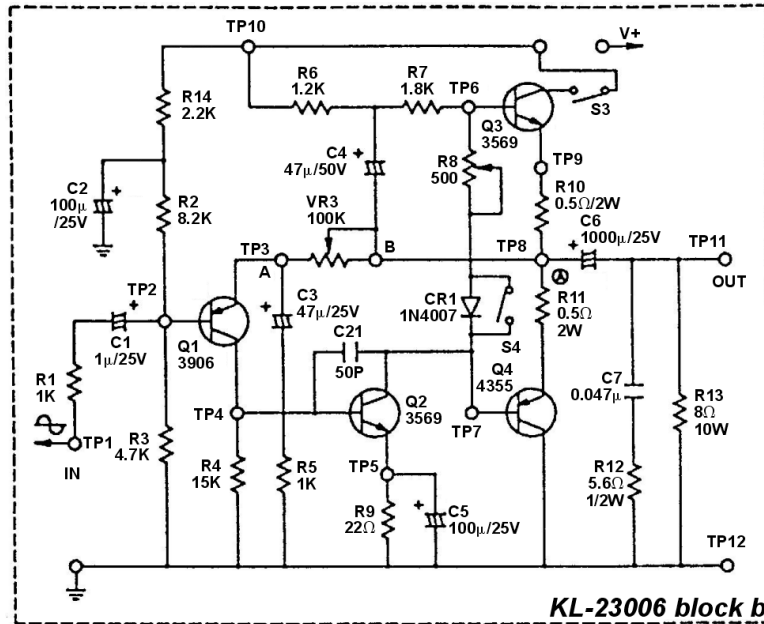 TP10
V+
R6
1.2K
R7
1.8K
TP6
S3
R14
2.2K
Q3
3569
C4
47μ/50V
R8
500
TP9
C2
100μ
/25V
R2
8.2K
VR3
100K
R10
0.5Ω/2W
C6
1000μ/25V
TP3
A
B
TP8
TP11
OUT
A
TP2
C3
47μ/25V
CR1
1N4007
R11
0.5Ω
2W
C1
1μ/25V
Q1
3906
C21
50P
S4
R1
1K
Q2
3569
Q4
4355
C7
0.047μ
R13
8Ω
10W
TP4
TP7
TP1
IN
R3
4.7K
R4
15K
R5
1K
TP5
R9
22Ω
C5
100μ/25V
R12
5.6Ω
1/2W
TP12
KL-23006 block b